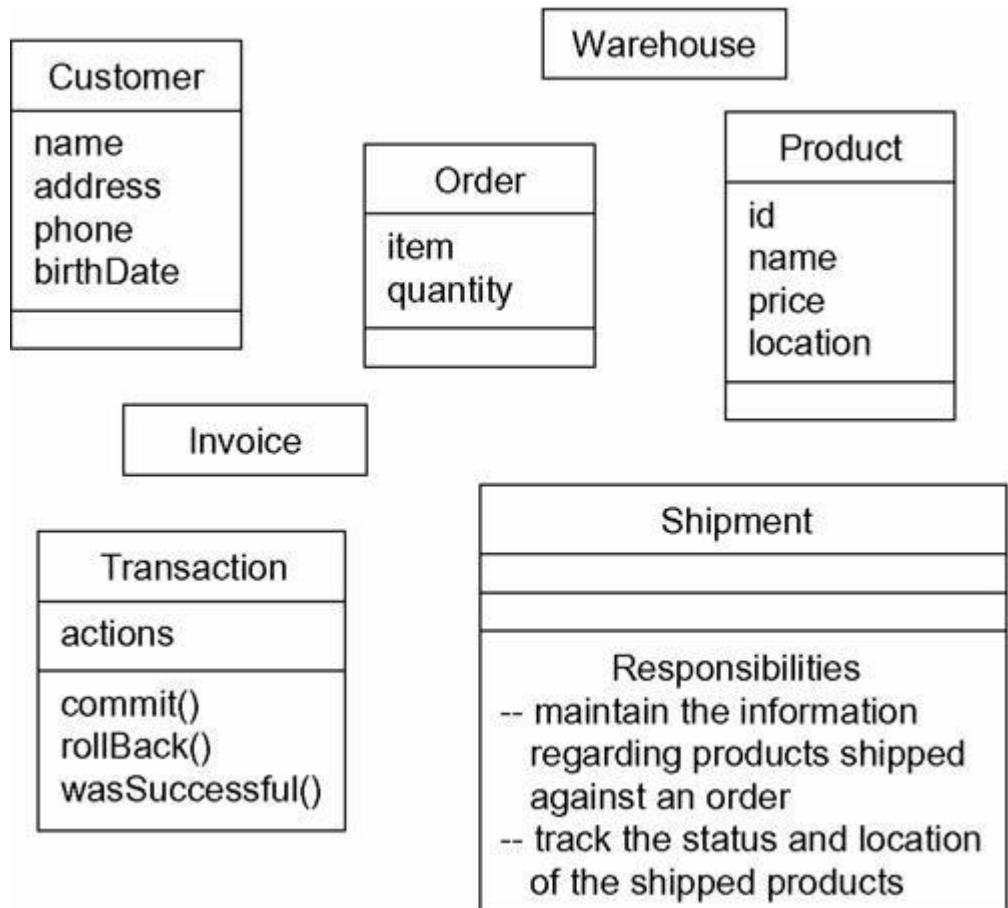 Warehouse
Customer
name
address
phone
birthDate
Order
item
quantity
Product
id
name
price
location
Invoice
Transaction
actions
commit()
rollBack()
wasSuccessful()
Shipment
Responsibilities
-- maintain the information
regarding products shipped
against an order
-- track the status and location
of the shipped products